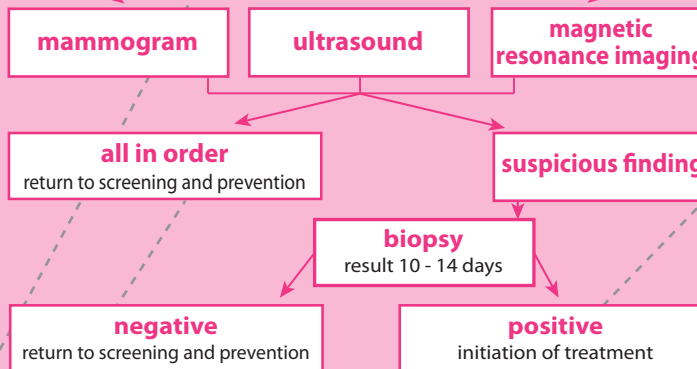 mammogram
ultrasound
magnetic
resonance imaging
all in order
return to screening and prevention
suspicious finding
biopsy
result 10 - 14 days
negative
return to screening and prevention
positive
initiation of treatment